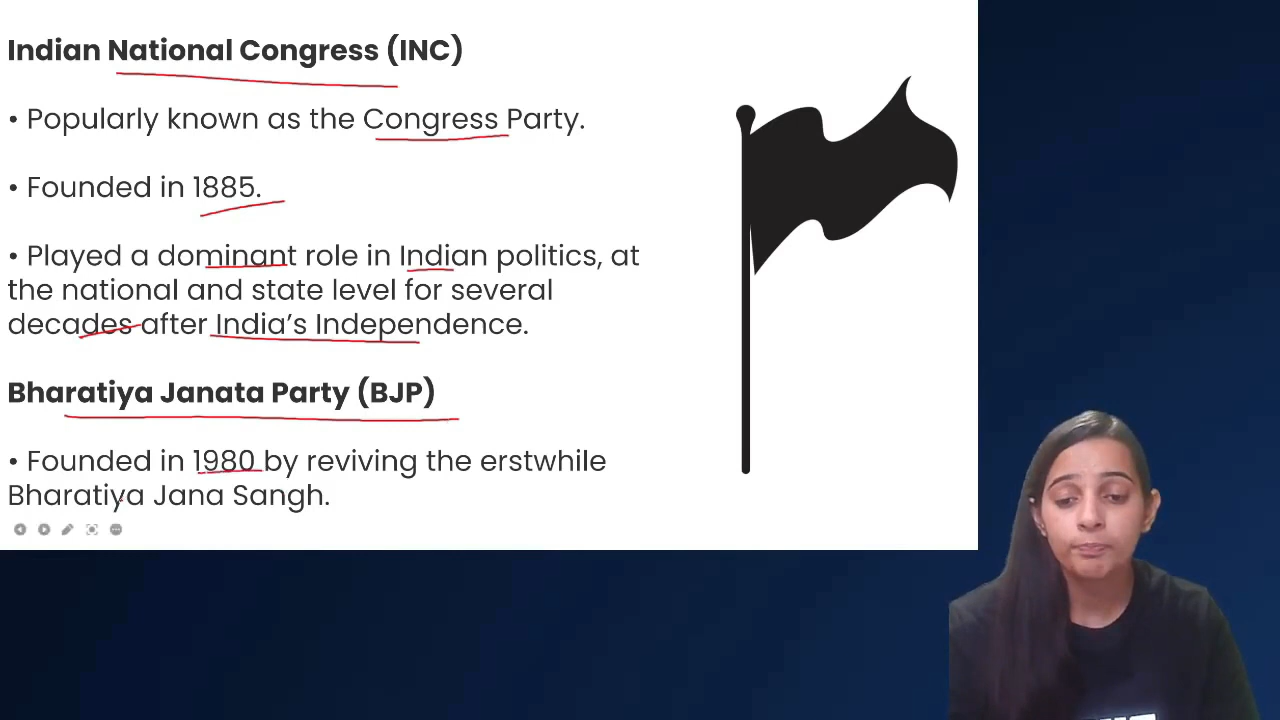 Indian National Congress (INC)
• Popularly known as the Congress Party.
• Founded in 1885.
• Played a dominant role in Indian politics, at
the national and state level for several
decades after India's Independence.
Bharatiya Janata Party (BJP)
• Founded in 1980 by reviving the erstwhile
Bharatiya Jana Sangh.